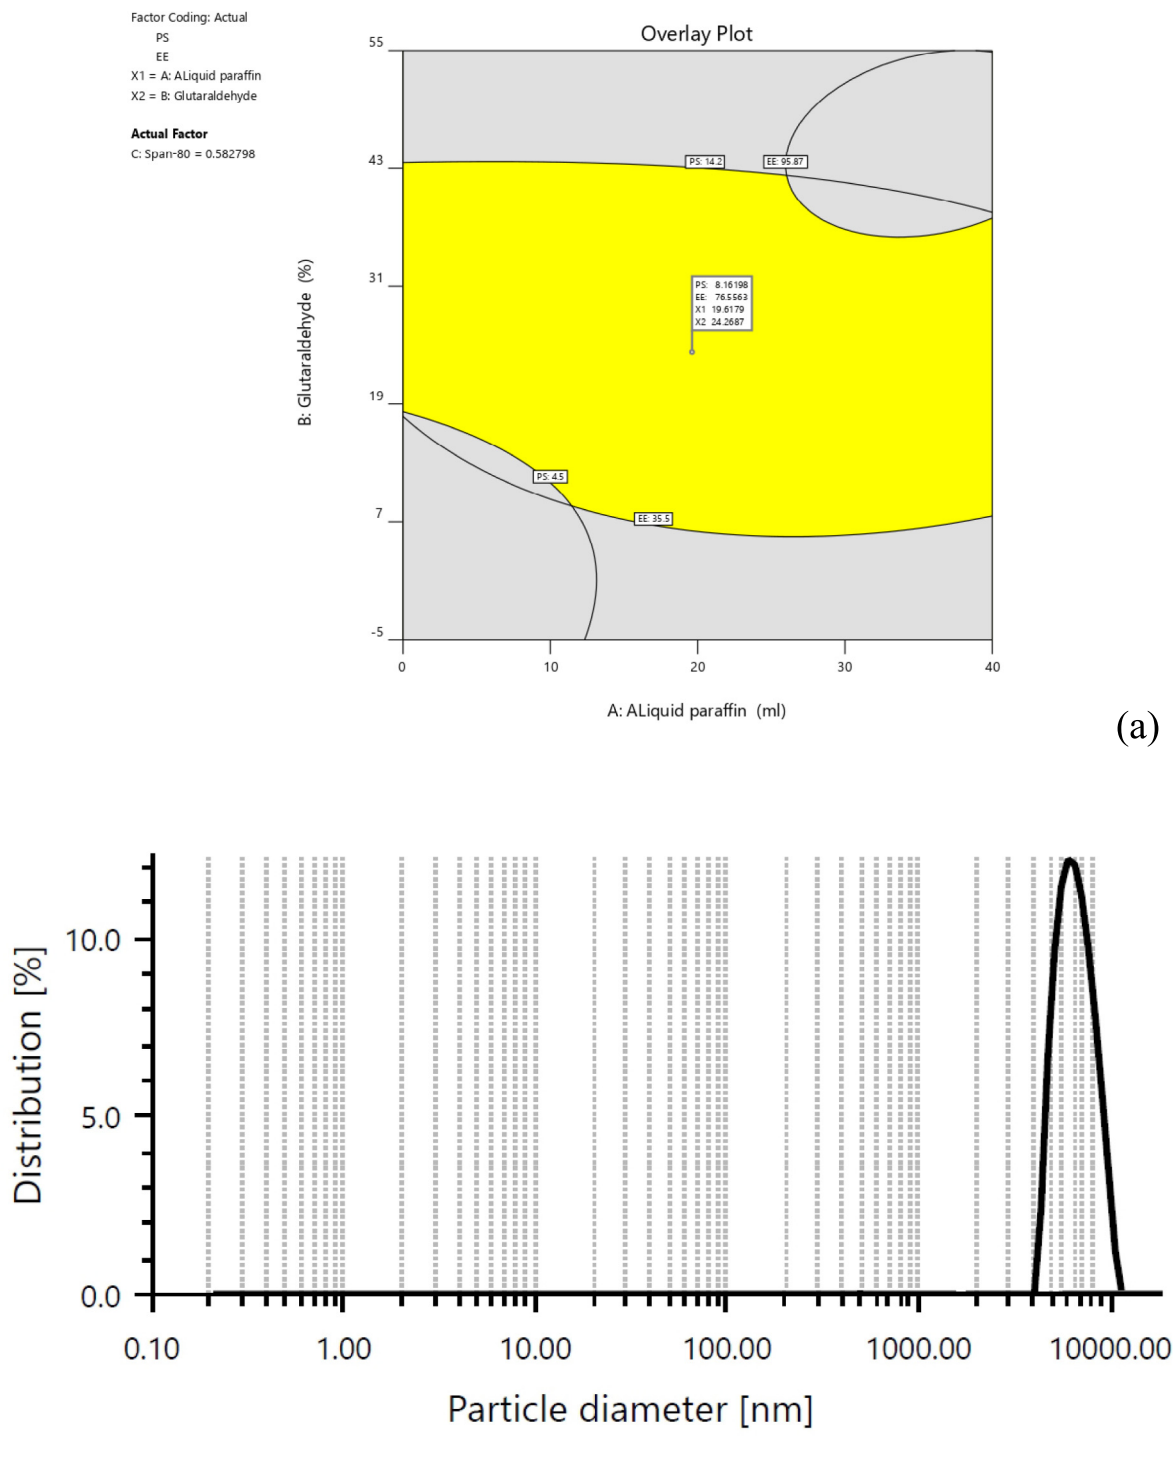 Factor Coding: Actual
PS
EE
X1 = A: ALiquid paraffin
X2 = B: Glutaraldehyde
Actual Factor
C: Span-80 = 0.582798
Overlay Plot
55
43
31
19
7
-5
B: Glutaraldehyde (%)
PS: 14.2
EE: 95.87
PS: 8.16198
EE: 76.5563
X1 19.6179
X2 24.2687
PS: 4.5
EE: 35.5
0 10 20 30 40
A: ALiquid paraffin (ml)
(a)
Distribution [%]
10.0
5.0
0.0
0.10 1.00 10.00 100.00 1000.00 10000.00
Particle diameter [nm]